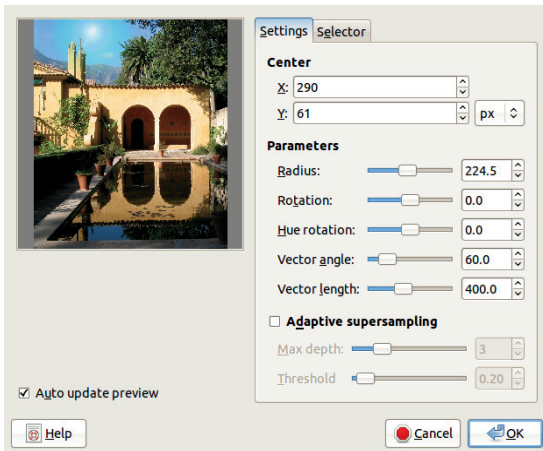 Settings Selector
Center
X: 290
Y: 61 px
Parameters
Radius: 224.5
Rotation: 0.0
Hue rotation: 0.0
Vector angle: 60.0
Vector length: 400.0
Adaptive supersampling
Max depth: 3
Threshold 0.20
Auto update preview
Help Cancel OK